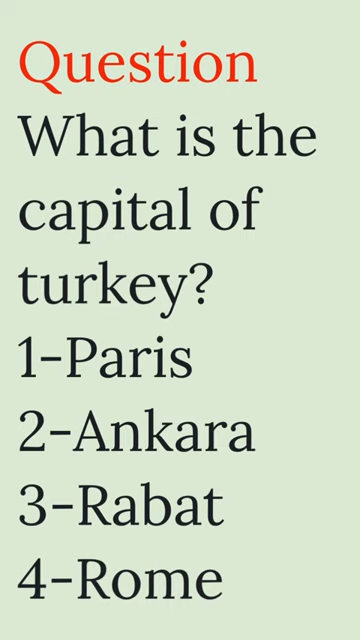 Question
What is the
capital of
turkey?
1-Paris
2-Ankara
3-Rabat
4-Rome